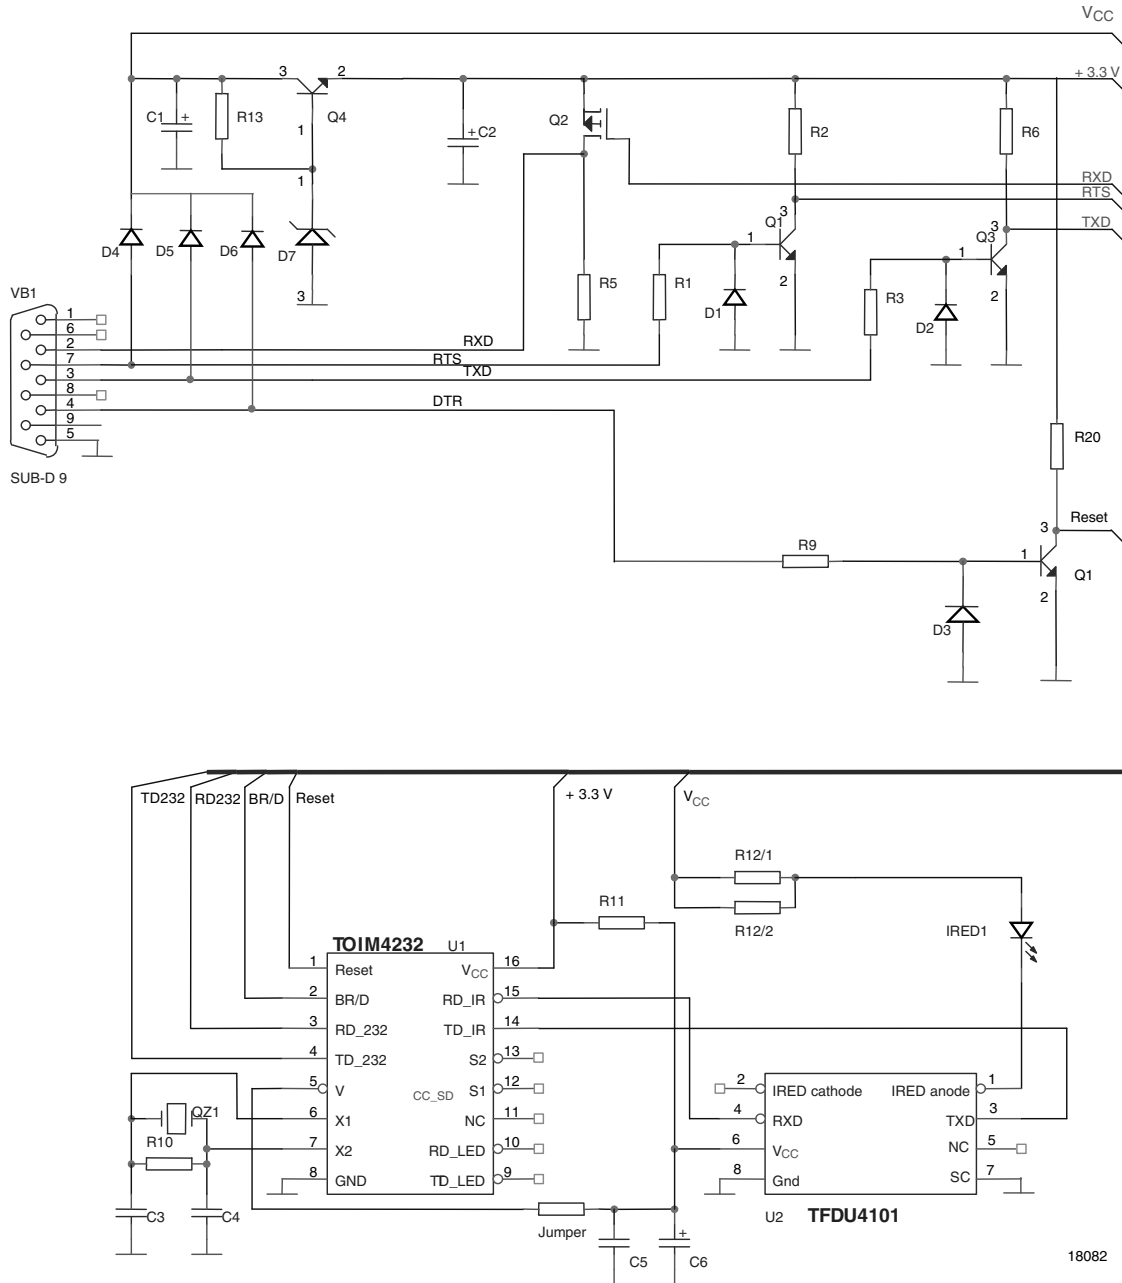 VCC
+ 3.3 V
3
2
C1
+
R13
1
Q4
+
C2
Q2
R2
R6
1
RXD
RTS
TXD
D4
D5
D6
D7
3
3
Q1
1
2
3
Q3
1
2
R5
R1
D1
R3
D2
VB1
1
6
2
7
3
8
4
9
5
RXD
RTS
TXD
DTR
SUB-D 9
R20
3
Reset
R9
1
Q1
2
D3
TD232
RD232
BR/D
Reset
+ 3.3 V
VCC
R12/1
R11
R12/2
IRED1
TOIM4232
U1
1
Reset
VCC
16
2
BR/D
RD_IR
15
3
RD_232
TD_IR
14
4
TD_232
S2
13
5
V
CC_SD
S1
12
6
X1
NC
11
7
X2
RD_LED
10
8
GND
TD_LED
9
QZ1
R10
C3
C4
Jumper
C5
+
C6
2
IRED cathode
IRED anode
1
4
RXD
TXD
3
6
VCC
NC
5
8
Gnd
SC
7
U2
TFDU4101
18082